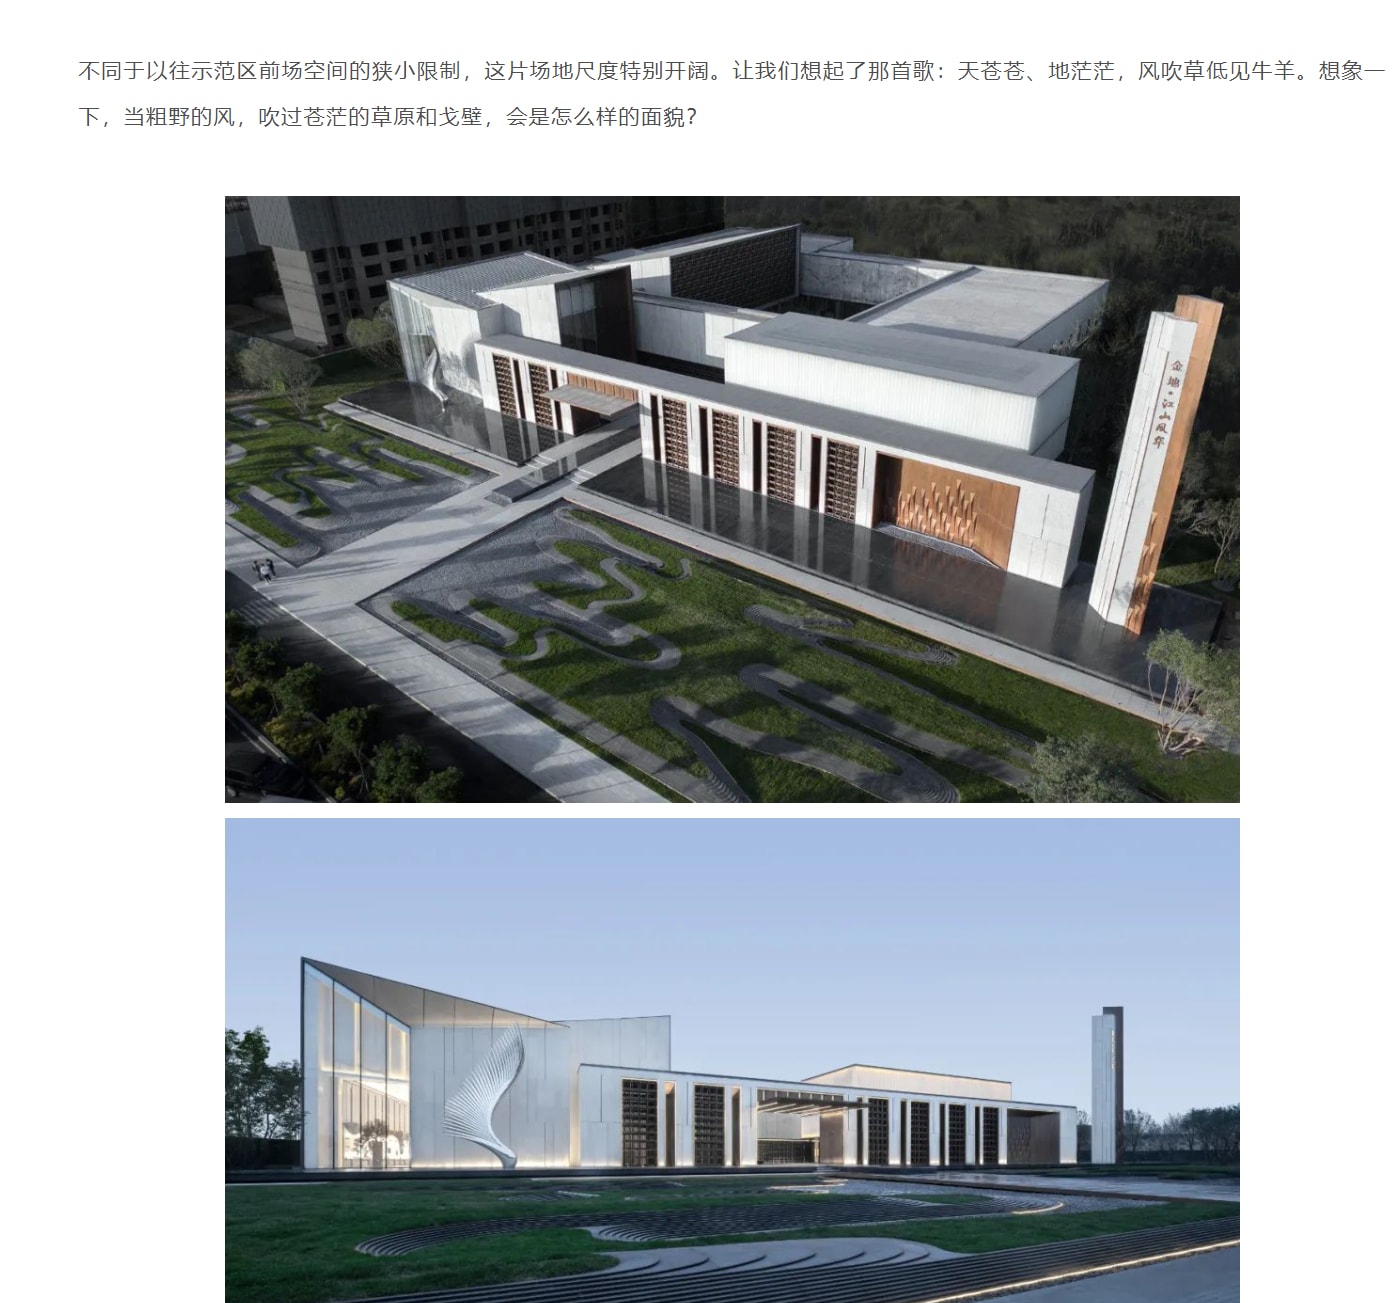 不同于以往示范区前场空间的狭小限制，这片场地尺度特别开阔。让我们想起了那首歌：天苍苍、地茫茫，风吹草低见牛羊。想象一
下，当粗野的风，吹过苍茫的草原和戈壁，会是怎么样的面貌？
金地·江山风华